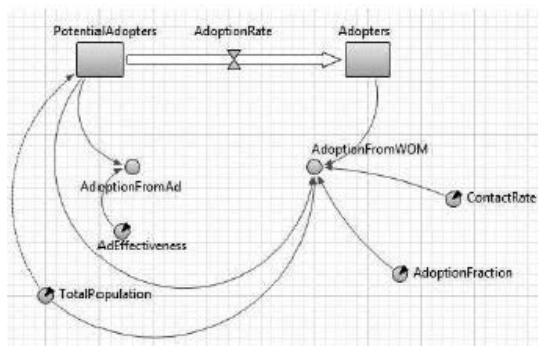 PotentialAdopters
AdoptionRate
Adopters
AdoptionFromWOM
AdoptionFromAd
ContactRate
AdEffectiveness
AdoptionFraction
TotalPopulation